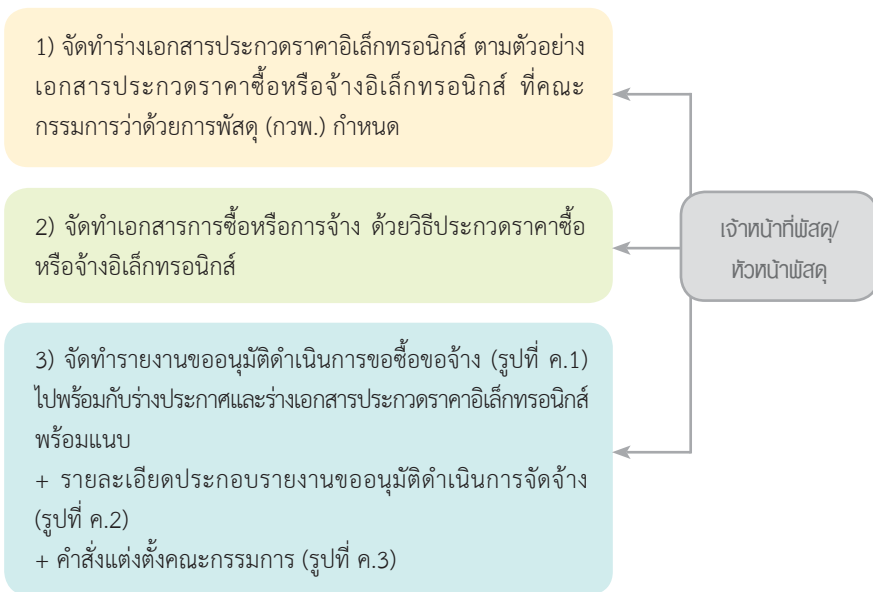 1) จัดทำร่างเอกสารประกวดราคาอิเล็กทรอนิกส์ ตามตัวอย่าง
เอกสารประกวดราคาซื้อหรือจ้างอิเล็กทรอนิกส์ ที่คณะ
กรรมการว่าด้วยการพัสดุ (กวพ.) กำหนด
2) จัดทำเอกสารการซื้อหรือการจ้าง ด้วยวิธีประกวดราคาซื้อ
หรือจ้างอิเล็กทรอนิกส์
เจ้าหน้าที่พัสดุ/
หัวหน้าพัสดุ
3) จัดทำรายงานขออนุมัติดำเนินการขอซื้อขอจ้าง (รูปที่ ค.1)
ไปพร้อมกับร่างประกาศและร่างเอกสารประกวดราคาอิเล็กทรอนิกส์
พร้อมแนบ
+ รายละเอียดประกอบรายงานขออนุมัติดำเนินการจัดจ้าง
(รูปที่ ค.2)
+ คำสั่งแต่งตั้งคณะกรรมการ (รูปที่ ค.3)